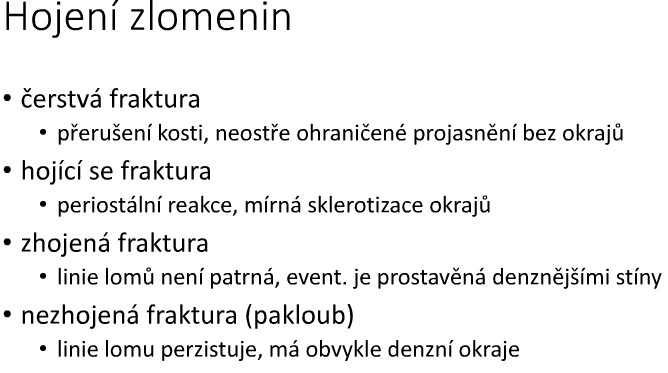 Hojení zlomenin
• čerstvá fraktura
• přerušení kosti, neostře ohraničené projasnění bez okrajů
• hojící se fraktura
• periostální reakce, mírná sklerotizace okrajů
• zhojená fraktura
• linie lomů není patrná, event. je prostavěná denznějšími stíny
• nezhojená fraktura (pakloub)
• linie lomu perzistuje, má obvykle denzní okraje